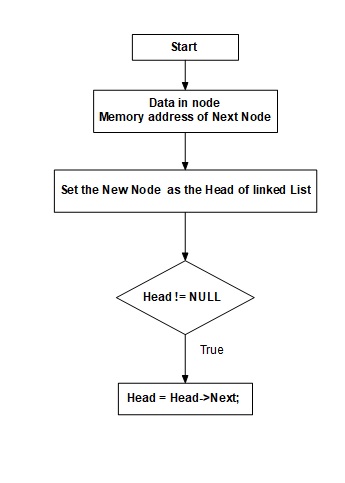 Start
Data in node
Memory address of Next Node
Set the New Node as the Head of linked List
Head != NULL
True
Head = Head->Next;